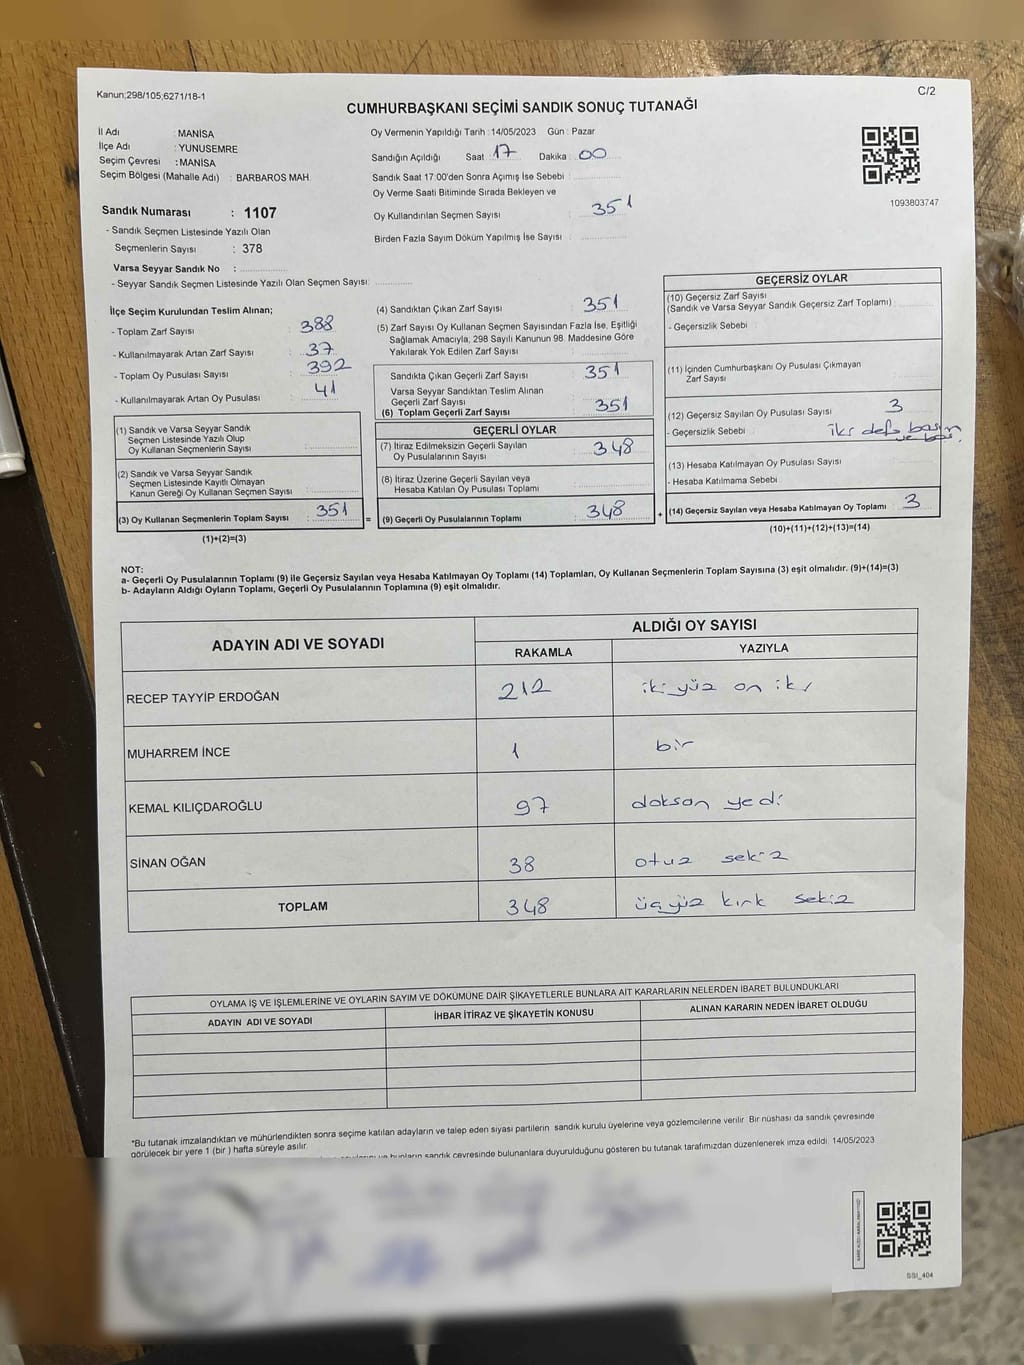 Kanun;298/105,6271/18-1
C/2
CUMHURBAŞKANI SEÇİMİ SANDIK SONUÇ TUTANAĞI
İl Adı : MANİSA
İlçe Adı : YUNUSEMRE
Seçim Çevresi : MANİSA
Seçim Bölgesi (Mahalle Adı) : BARBAROS MAH.
Oy Vermenin Yapıldığı Tarih : 14/05/2023 Gün : Pazar
Sandığın Açıldığı Saat 17 Dakika : 00
Sandık Saat 17:00'den Sonra Açımış İse Sebebi :
Oy Verme Saati Bitiminde Sırada Bekleyen ve
Oy Kullandırılan Seçmen Sayısı : 351
Birden Fazla Sayım Döküm Yapılmış İse Sayısı :
1093803747
Sandık Numarası : 1107
- Sandık Seçmen Listesinde Yazılı Olan
Seçmenlerin Sayısı : 378
Varsa Seyyar Sandık No :
- Seyyar Sandık Seçmen Listesinde Yazılı Olan Seçmen Sayısı:
İlçe Seçim Kurulundan Teslim Alınan;
- Toplam Zarf Sayısı : 388
- Kullanılmayarak Artan Zarf Sayısı : 37
- Toplam Oy Pusulası Sayısı : 392
- Kullanılmayarak Artan Oy Pusulası : 41
(1) Sandık ve Varsa Seyyar Sandık
Seçmen Listesinde Yazılı Olup
Oy Kullanan Seçmenlerin Sayısı :
(2) Sandık ve Varsa Seyyar Sandık
Seçmen Listesinde Kayıtlı Olmayan
Kanun Gereği Oy Kullanan Seçmen Sayısı :
(3) Oy Kullanan Seçmenlerin Toplam Sayısı : 351 =
(1)+(2)=(3)
(4) Sandıktan Çıkan Zarf Sayısı : 351
(5) Zarf Sayısı Oy Kullanan Seçmen Sayısından Fazla İse, Eşitliği
Sağlamak Amacıyla; 298 Sayılı Kanunun 98. Maddesine Göre
Yakılarak Yok Edilen Zarf Sayısı :
Sandıkta Çıkan Geçerli Zarf Sayısı : 351
Varsa Seyyar Sandıktan Teslim Alınan
Geçerli Zarf Sayısı :
(6) Toplam Geçerli Zarf Sayısı : 351
GEÇERLİ OYLAR
(7) İtiraz Edilmeksizin Geçerli Sayılan
Oy Pusulalarının Sayısı : 348
(8) İtiraz Üzerine Geçerli Sayılan veya
Hesaba Katılan Oy Pusulası Toplamı :
(9) Geçerli Oy Pusulalarının Toplamı : 348 +
GEÇERSİZ OYLAR
(10) Geçersiz Zarf Sayısı
(Sandık ve Varsa Seyyar Sandık Geçersiz Zarf Toplamı) :
- Geçersizlik Sebebi :
(11) İçinden Cumhurbaşkanı Oy Pusulası Çıkmayan
Zarf Sayısı :
(12) Geçersiz Sayılan Oy Pusulası Sayısı : 3
- Geçersizlik Sebebi : iki defa basım
ve boş.
(13) Hesaba Katılmayan Oy Pusulası Sayısı :
- Hesaba Katılmama Sebebi :
(14) Geçersiz Sayılan veya Hesaba Katılmayan Oy Toplamı : 3
(10)+(11)+(12)+(13)=(14)
NOT:
a- Geçerli Oy Pusulalarının Toplamı (9) ile Geçersiz Sayılan veya Hesaba Katılmayan Oy Toplamı (14) Toplamları, Oy Kullanan Seçmenlerin Toplam Sayısına (3) eşit olmalıdır. (9)+(14)=(3)
b- Adayların Aldığı Oyların Toplamı, Geçerli Oy Pusulalarının Toplamına (9) eşit olmalıdır.
ADAYIN ADI VE SOYADI
ALDIĞI OY SAYISI
RAKAMLA YAZIYLA
RECEP TAYYİP ERDOĞAN 212 iki yüz on iki
MUHARREM İNCE 1 bir
KEMAL KILIÇDAROĞLU 97 doksan yedi
SİNAN OĞAN 38 otuz sekiz
TOPLAM 348 üçyüz kırk sekiz
OYLAMA İŞ VE İŞLEMLERİNE VE OYLARIN SAYIM VE DÖKÜMÜNE DAİR ŞİKAYETLERLE BUNLARA AİT KARARLARIN NELERDEN İBARET BULUNDUKLARI
ADAYIN ADI VE SOYADI İHBAR İTİRAZ VE ŞİKAYETİN KONUSU ALINAN KARARIN NEDEN İBARET OLDUĞU
*Bu tutanak imzalandıktan ve mühürlendikten sonra seçime katılan adayların ve talep eden siyasi partilerin sandık kurulu üyelerine veya gözlemcilerine verilir. Bir nüshası da sandık çevresinde
görülecek bir yere 1 (bir) hafta süreyle asılır.
ve bunların sandık çevresinde bulunanlara duyurulduğunu gösteren bu tutanak tarafımızdan düzenlenerek imza edildi. 14/05/2023
SSI_404